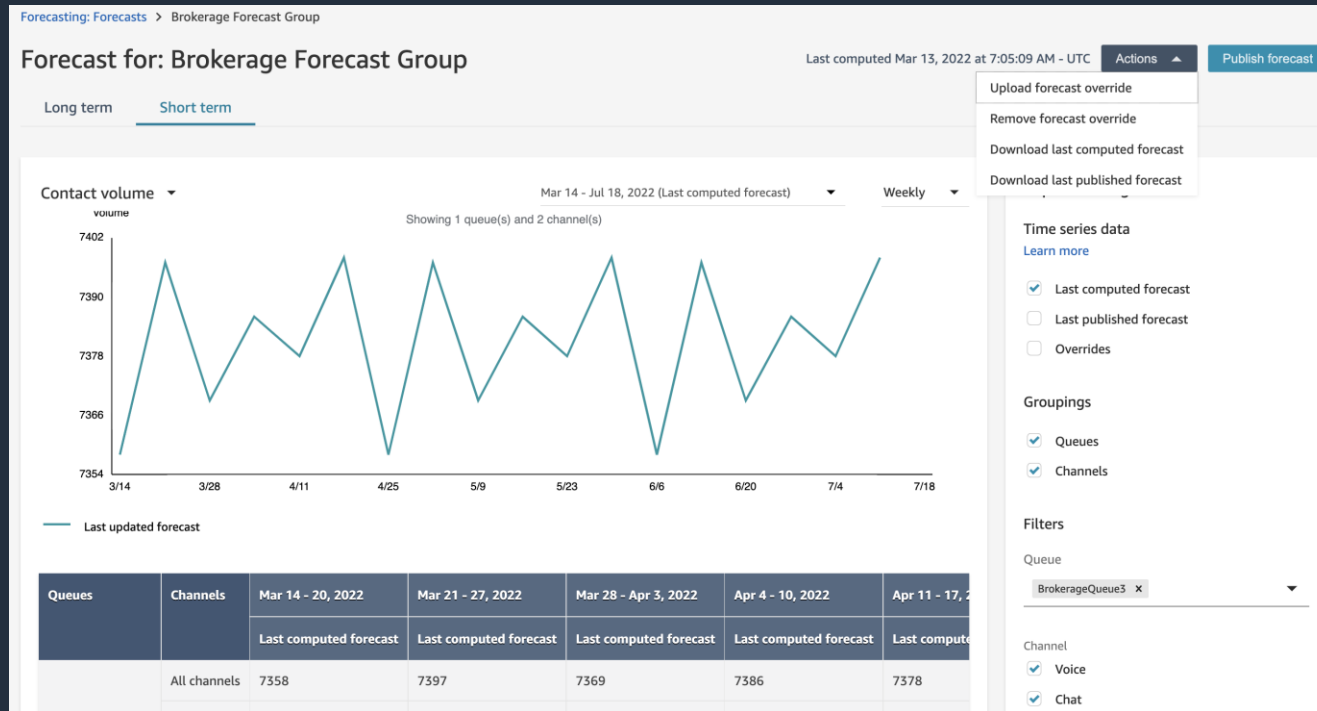 Forecasting: Forecasts > Brokerage Forecast Group
Forecast for: Brokerage Forecast Group
Last computed Mar 13, 2022 at 7:05:09 AM - UTC
Actions
Publish forecast
Upload forecast override
Remove forecast override
Download last computed forecast
Download last published forecast
Long term
Short term
Contact volume
Mar 14 - Jul 18, 2022 (Last computed forecast)
Weekly
volume
Showing 1 queue(s) and 2 channel(s)
7402
7390
7378
7366
7354
3/14 3/28 4/11 4/25 5/9 5/23 6/6 6/20 7/4 7/18
Last updated forecast
Queues Channels Mar 14 - 20, 2022 Mar 21 - 27, 2022 Mar 28 - Apr 3, 2022 Apr 4 - 10, 2022 Apr 11 - 17,
Last computed forecast Last computed forecast Last computed forecast Last computed forecast Last compute
All channels 7358 7397 7369 7386 7378
Time series data
Learn more
Last computed forecast
Last published forecast
Overrides
Groupings
Queues
Channels
Filters
Queue
BrokerageQueue3 x
Channel
Voice
Chat